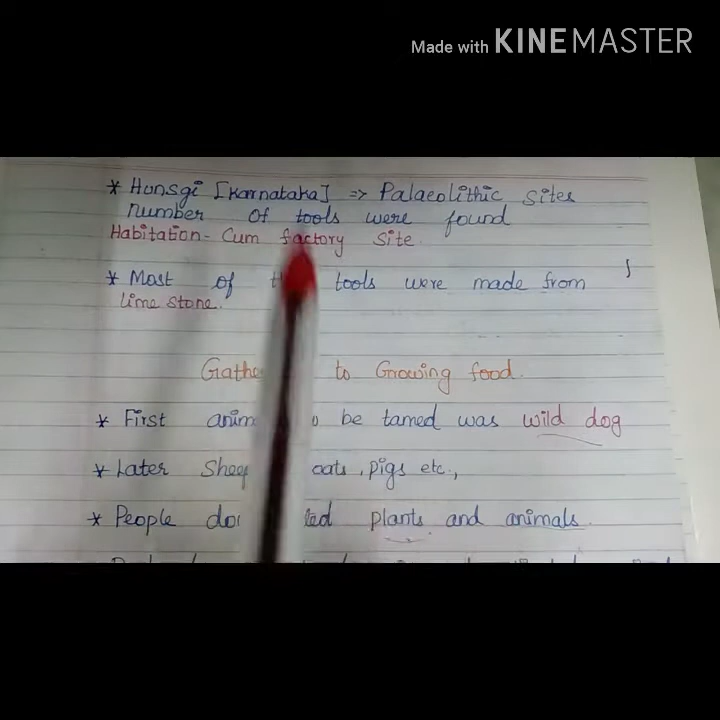 Made with KINEMASTER
* Hunsgi [Karnataka] => Palaeolithic sites
number of tools were found
Habitation - Cum factory site.
* Most of the tools were made from
lime stone.
to Growing food.
* First be tamed was wild dog
* Later Sheep oats, pigs etc.,
* People plants and animals.